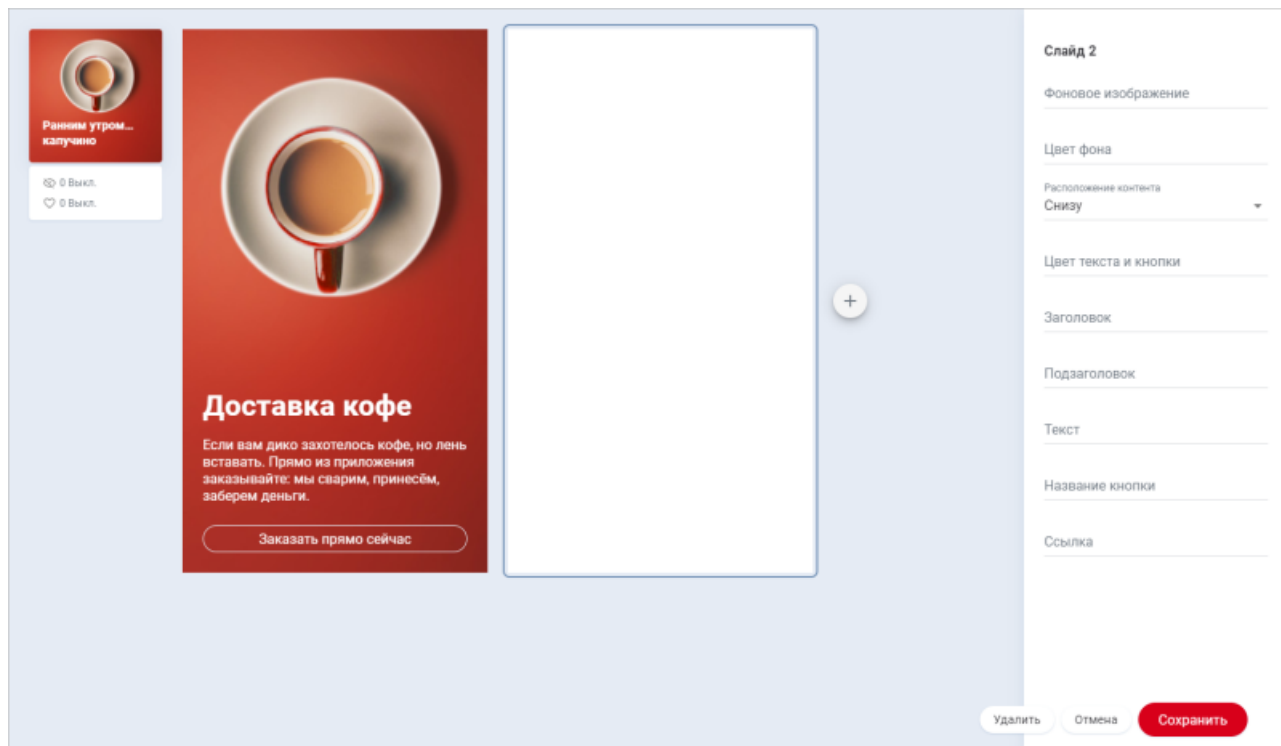 Ранним утром...
капучино
0 Выкл.
0 Выкл.
Доставка кофе
Если вам дико захотелось кофе, но лень
вставать. Прямо из приложения
заказывайте: мы сварим, принесём,
заберем деньги.
Заказать прямо сейчас
Слайд 2
Фоновое изображение
Цвет фона
Расположение контента
Снизу
Цвет текста и кнопки
Заголовок
Подзаголовок
Текст
Название кнопки
Ссылка
Удалить
Отмена
Сохранить